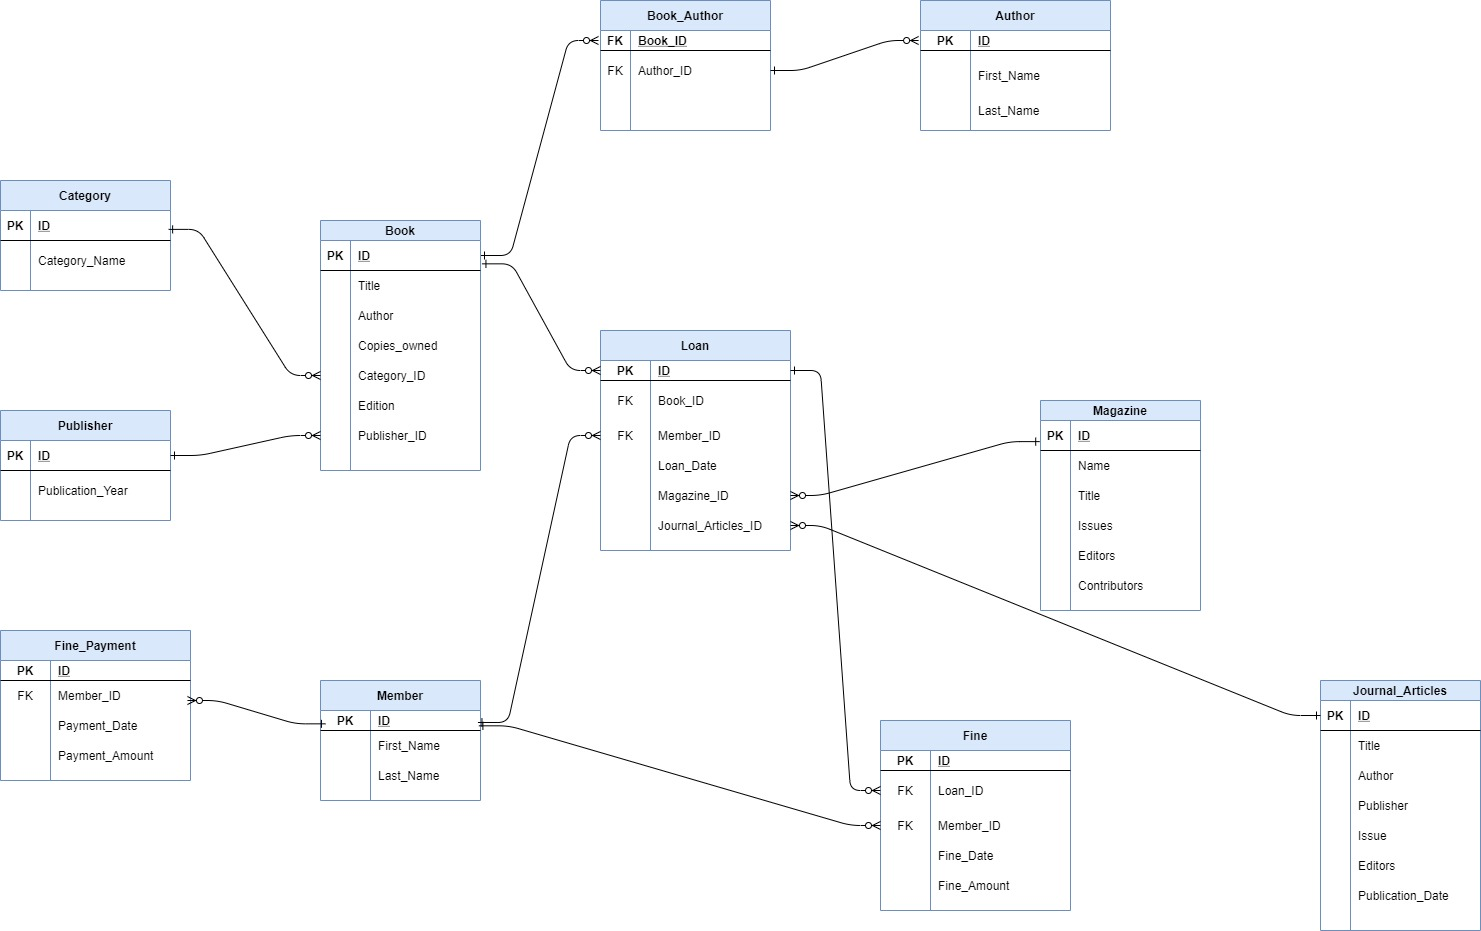 Book_Author
FK Book_ID
FK Author_ID
Author
PK ID
First_Name
Last_Name
Category
PK ID
Category_Name
Book
PK ID
Title
Author
Copies_owned
Category_ID
Edition
Publisher_ID
Publisher
PK ID
Publication_Year
Loan
PK ID
FK Book_ID
FK Member_ID
Loan_Date
Magazine_ID
Journal_Articles_ID
Magazine
PK ID
Name
Title
Issues
Editors
Contributors
Fine_Payment
PK ID
FK Member_ID
Payment_Date
Payment_Amount
Member
PK ID
First_Name
Last_Name
Fine
PK ID
FK Loan_ID
FK Member_ID
Fine_Date
Fine_Amount
Journal_Articles
PK ID
Title
Author
Publisher
Issue
Editors
Publication_Date